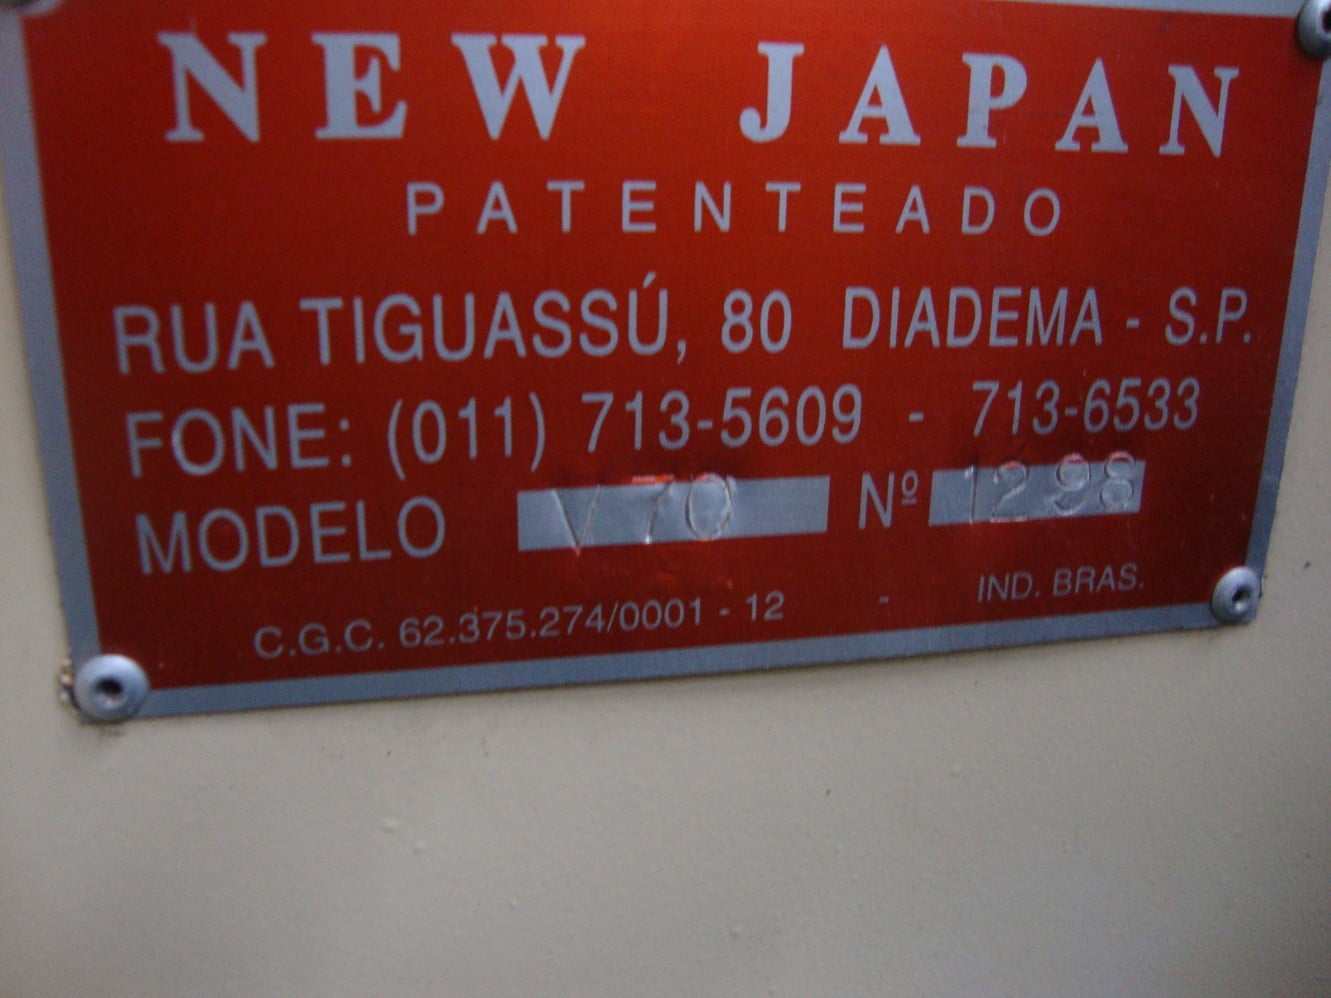 NEW JAPAN
PATENTEADO
RUA TIGUASSÚ, 80 DIADEMA - S.P.
FONE: (011) 713-5609 - 713-6533
MODELO V 70 Nº 1298
C.G.C. 62.375.274/0001 - 12 - IND. BRAS.